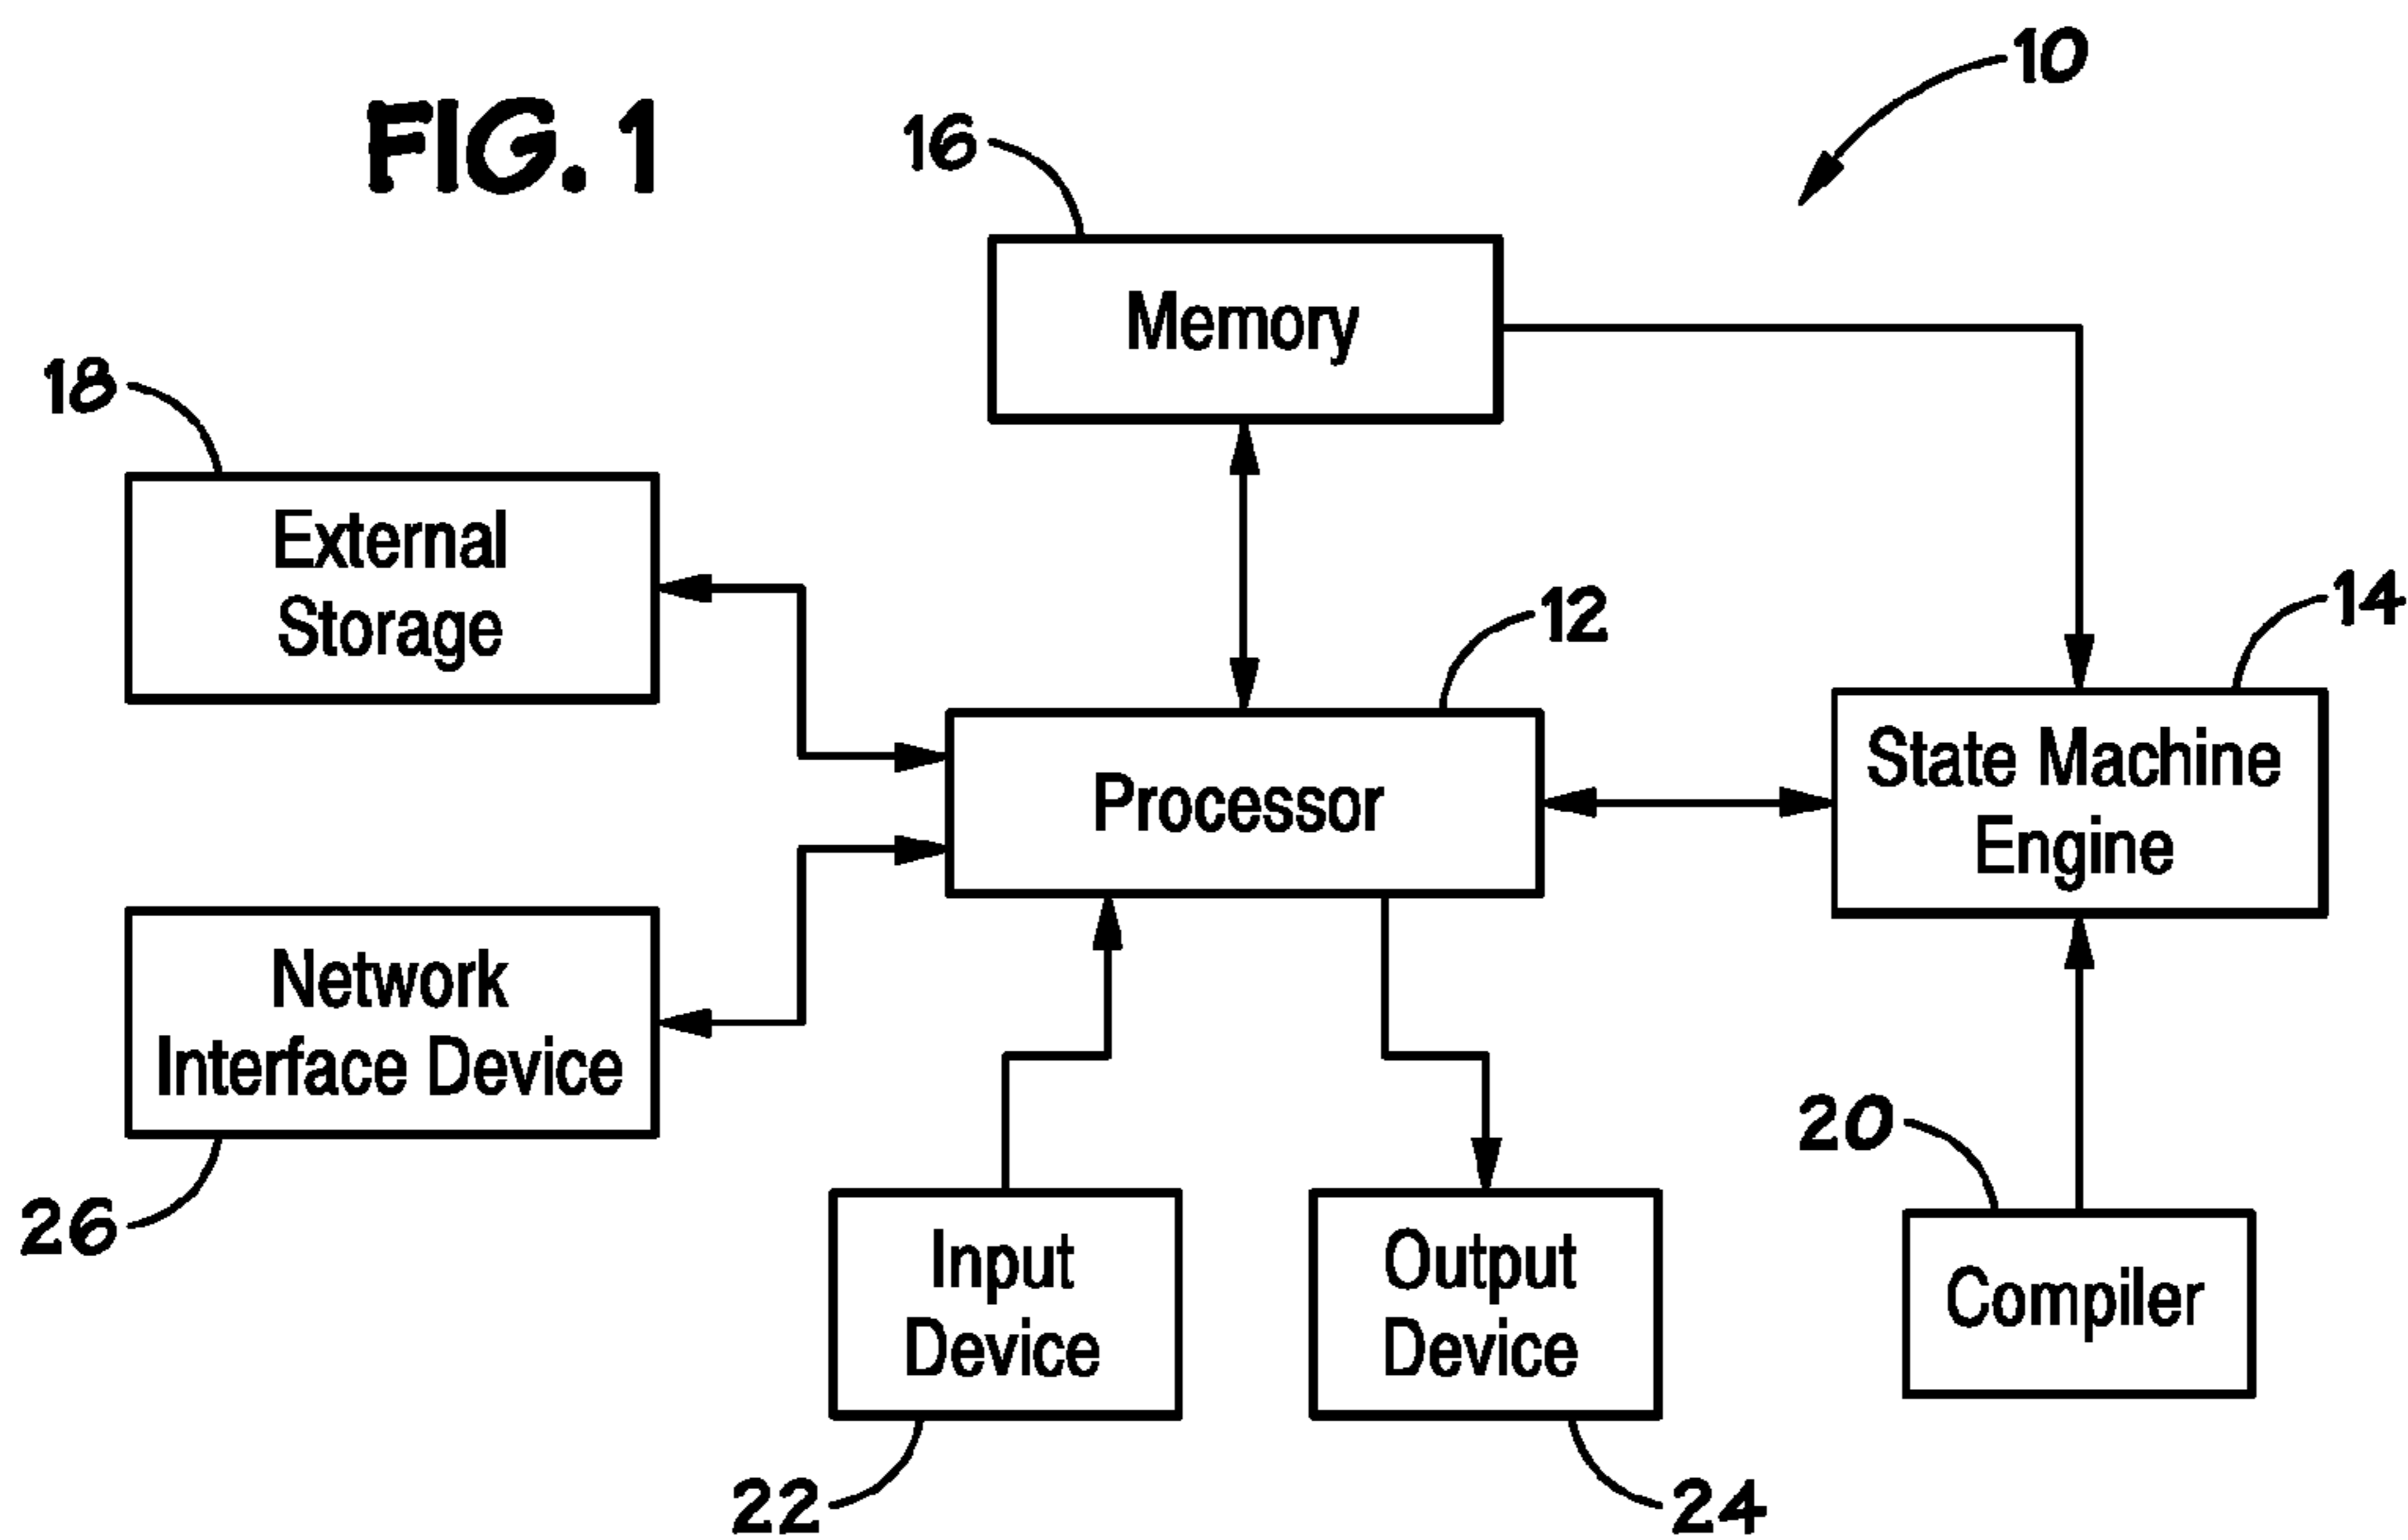 FIG. 1
10
16
Memory
18
External
Storage
12
14
Processor
State Machine
Engine
Network
Interface Device
26
20
Input
Device
Output
Device
Compiler
22
24